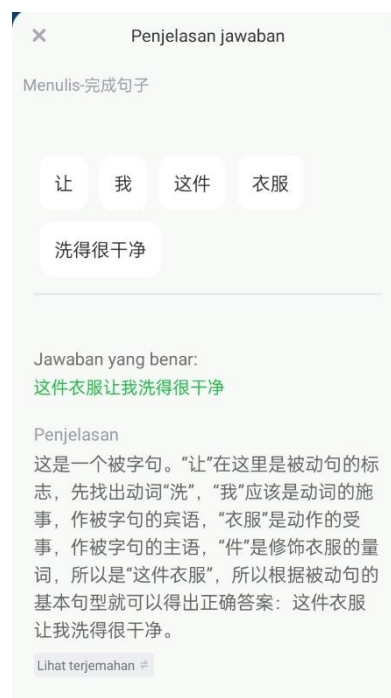 Penjelasan jawaban
Menulis-完成句子
让 我 这件 衣服
洗得很干净
Jawaban yang benar:
这件衣服让我洗得很干净
Penjelasan
这是一个被字句。“让”在这里是被动句的标
志，先找出动词“洗”，“我”应该是动词的施
事，作被字句的宾语，“衣服”是动作的受
事，作被字句的主语，“件”是修饰衣服的量
词，所以是“这件衣服”，所以根据被动句的
基本句型就可以得出正确答案：这件衣服
让我洗得很干净。
Lihat terjemahan